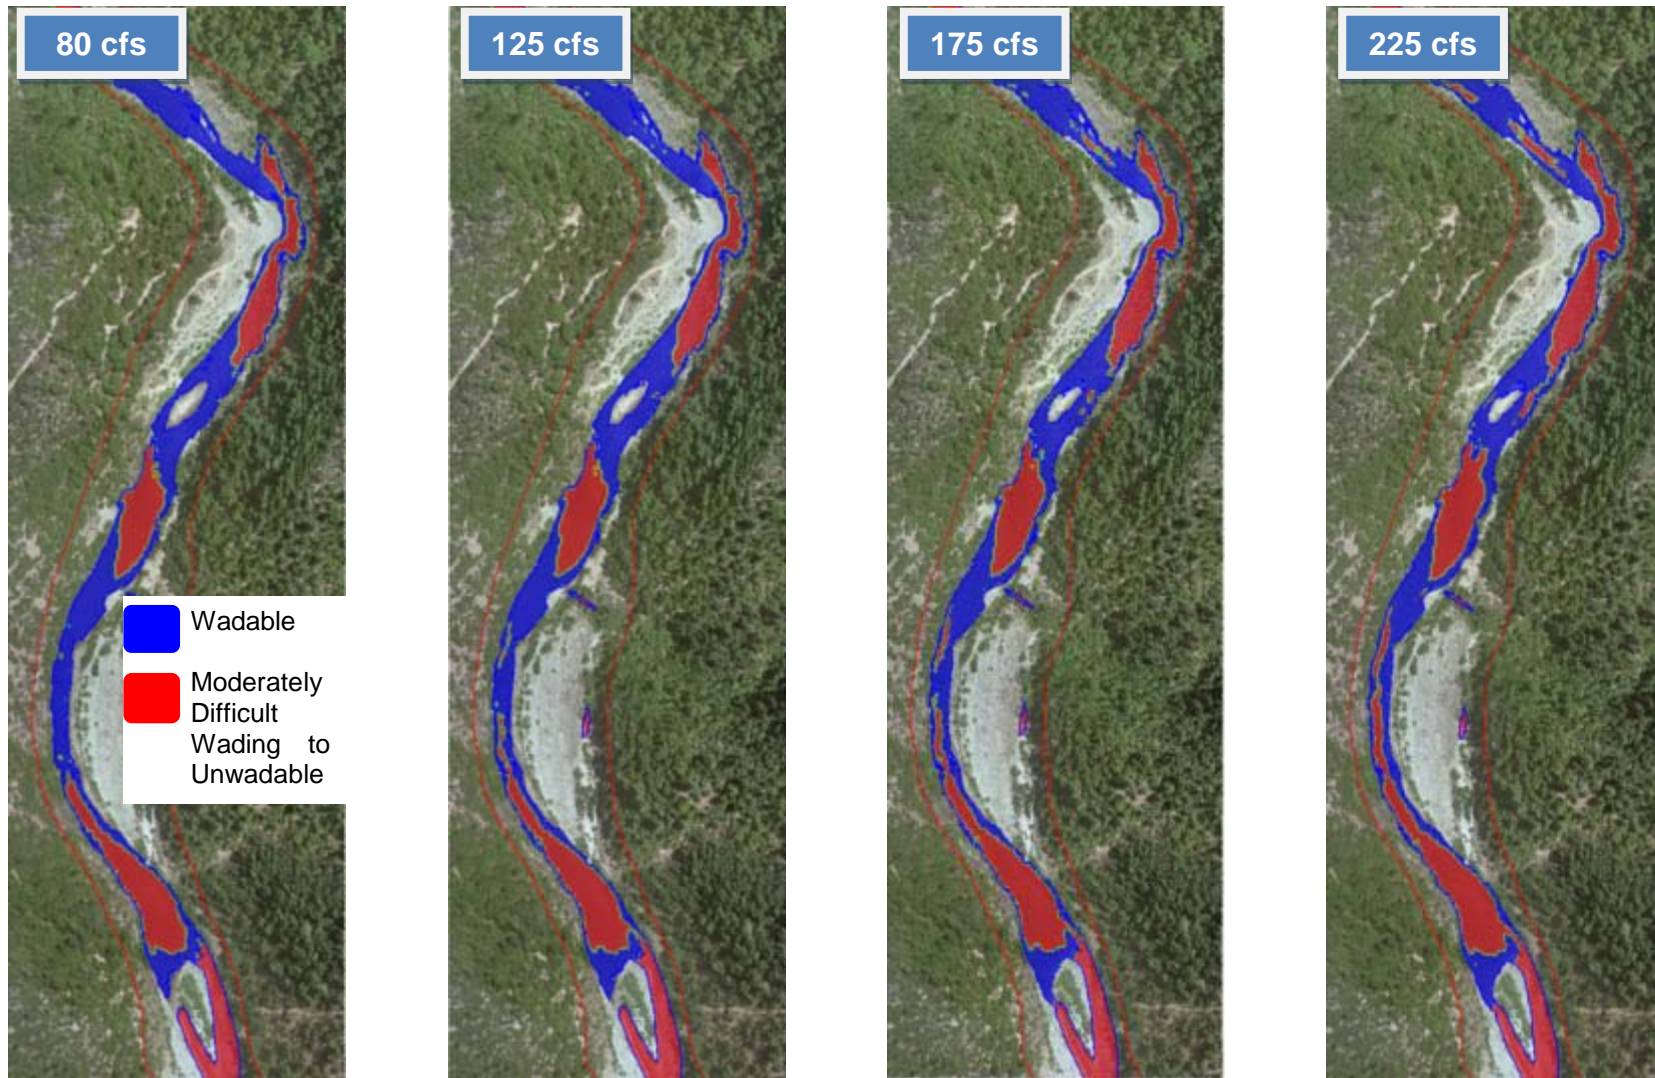 80 cfs
125 cfs
175 cfs
225 cfs
Wadable
Moderately
Difficult
Wading to
Unwadable